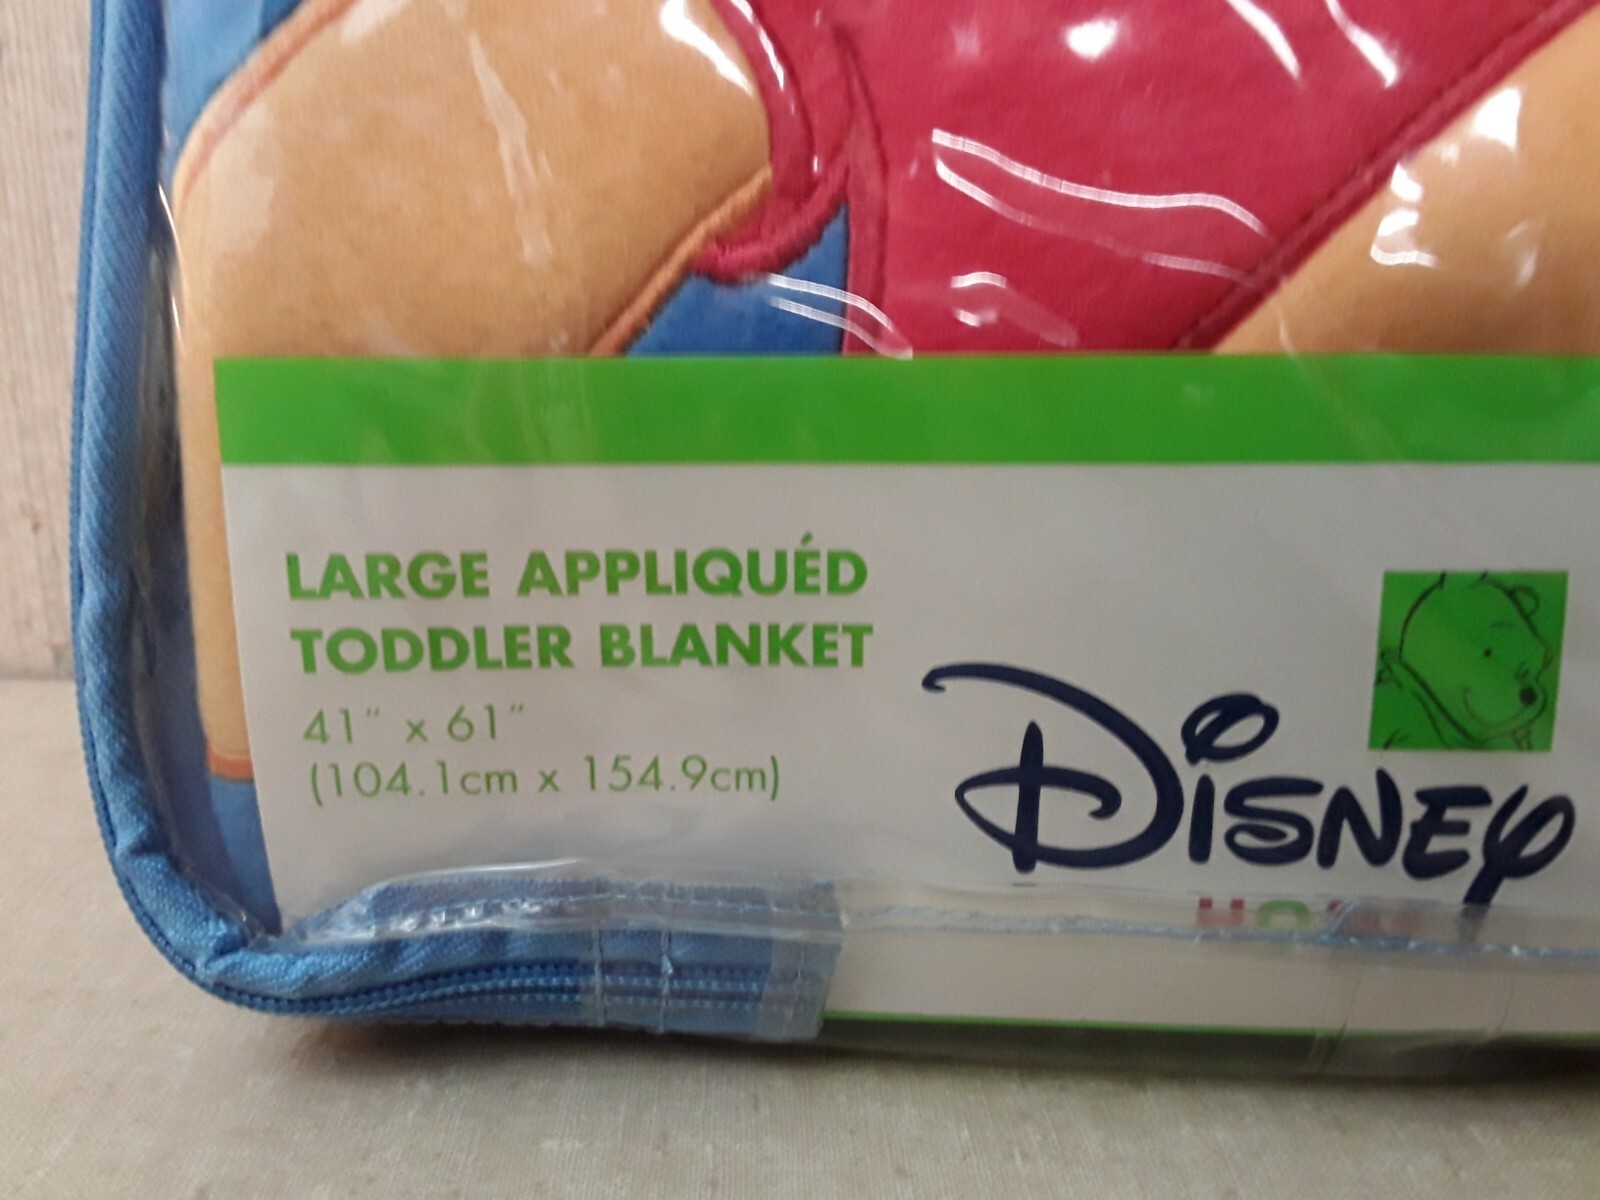 LARGE APPLIQUÉD
TODDLER BLANKET
41" x 61"
(104.1cm x 154.9cm)
Disney